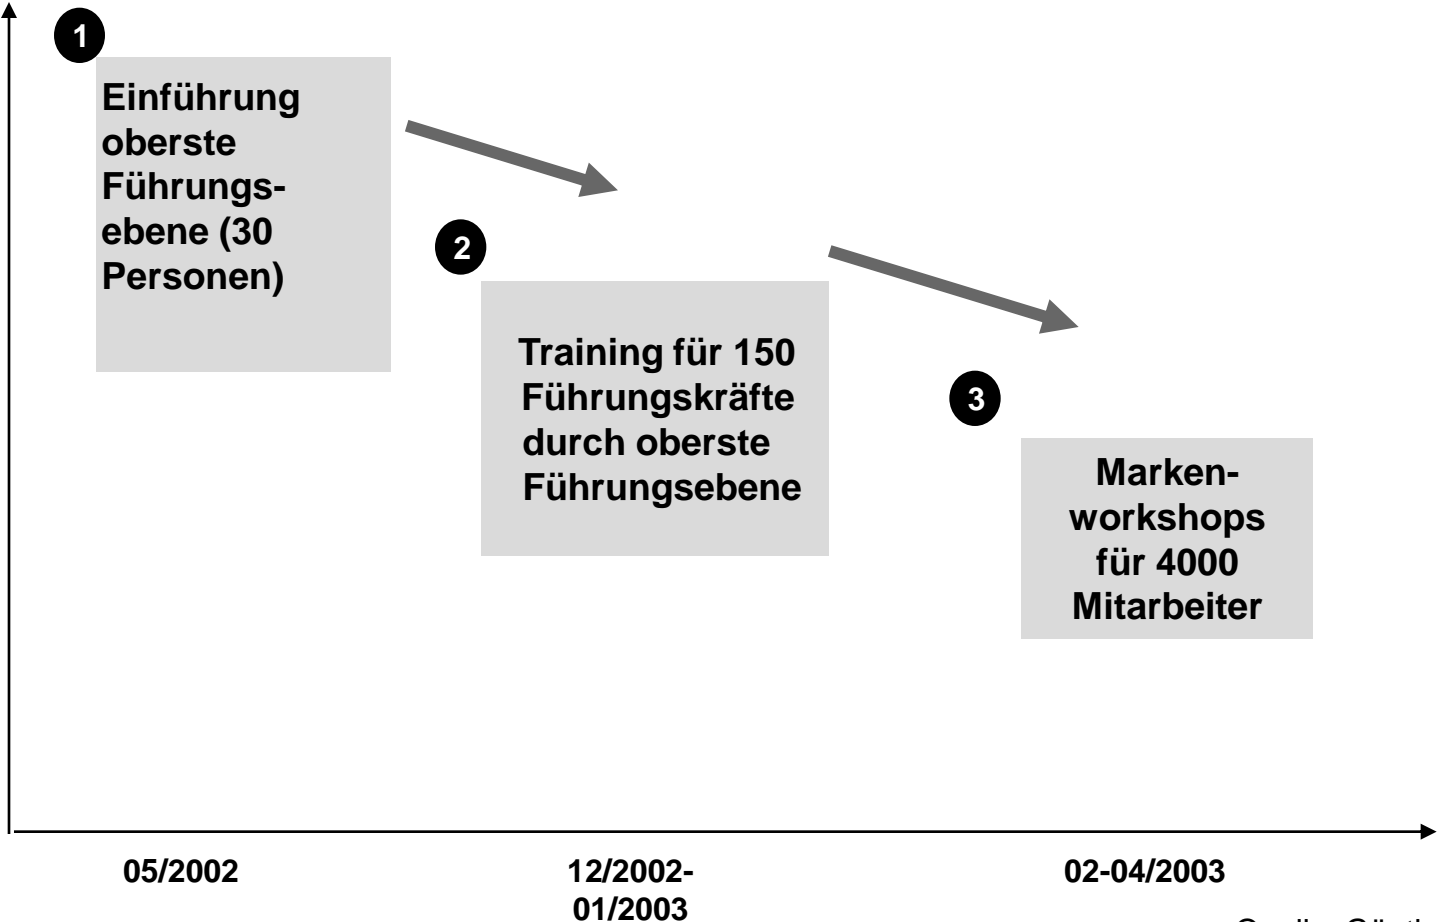 1
Einführung
oberste
Führungs-
ebene (30
Personen)
2
Training für 150
Führungskräfte
durch oberste
Führungsebene
3
Marken-
workshops
für 4000
Mitarbeiter
05/2002
12/2002-
01/2003
02-04/2003